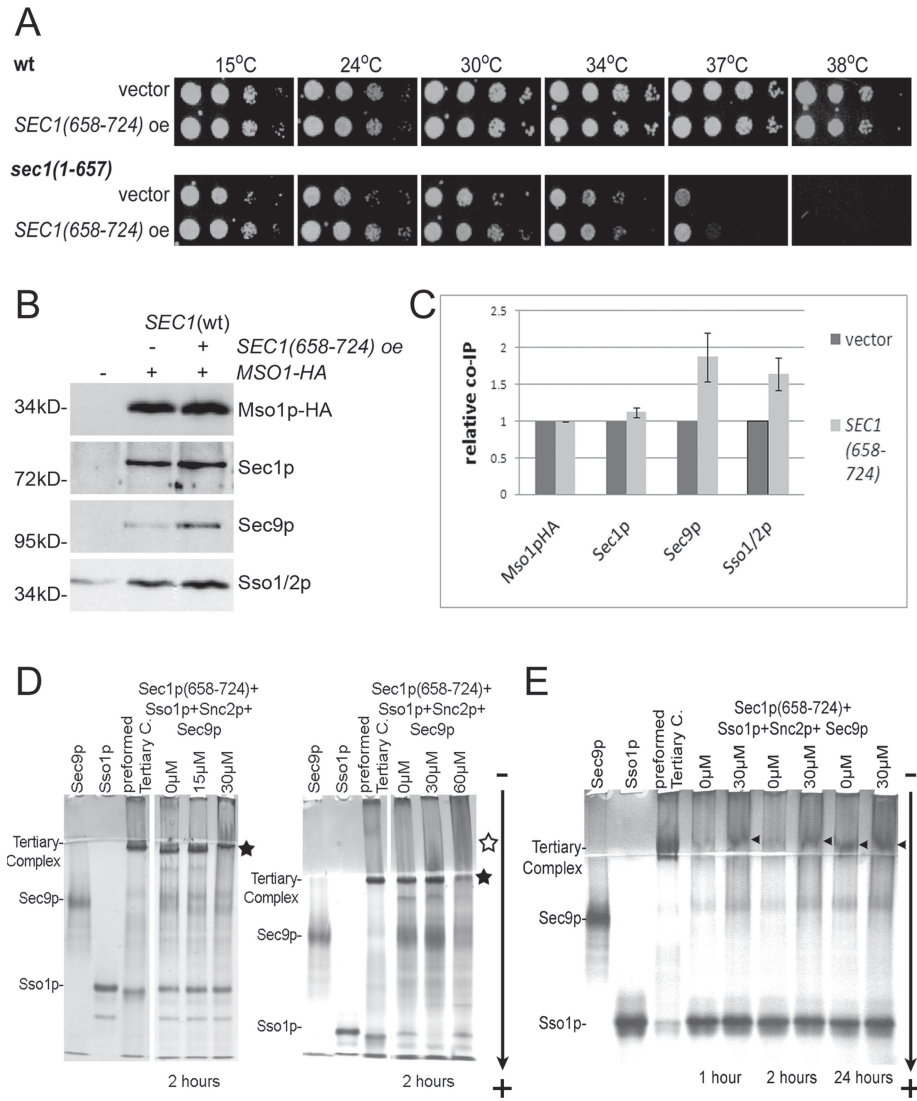 A
wt
15°C 24°C 30°C 34°C 37°C 38°C
vector
SEC1(658-724) oe
sec1(1-657)
vector
SEC1(658-724) oe
B
SEC1(wt)
- + SEC1(658-724) oe
- + + MSO1-HA
34kD- Mso1p-HA
72kD- Sec1p
95kD- Sec9p
34kD- Sso1/2p
C
relative co-IP
2.5
2
1.5
1
0.5
0
Mso1pHA Sec1p Sec9p Sso1/2p
vector
SEC1
(658-
724)
D
Sec1p(658-724)+
Sso1p+Snc2p+
Sec9p
Sec9p
Sso1p
preformed
Tertiary C.
0µM
15µM
30µM
Tertiary-
Complex
Sec9p-
Sso1p-
2 hours
Sec1p(658-724)+
Sso1p+Snc2p+
Sec9p
Sec9p
Sso1p
preformed
Tertiary C.
0µM
30µM
60µM
Tertiary-
Complex
Sec9p-
Sso1p-
2 hours
-
+
E
Sec1p(658-724)+
Sso1p+Snc2p+ Sec9p
Sec9p
Sso1p
preformed
Tertiary C.
0µM
30µM
0µM
30µM
0µM
30µM
Tertiary-
Complex
Sec9p-
Sso1p-
1 hour 2 hours 24 hours
-
+